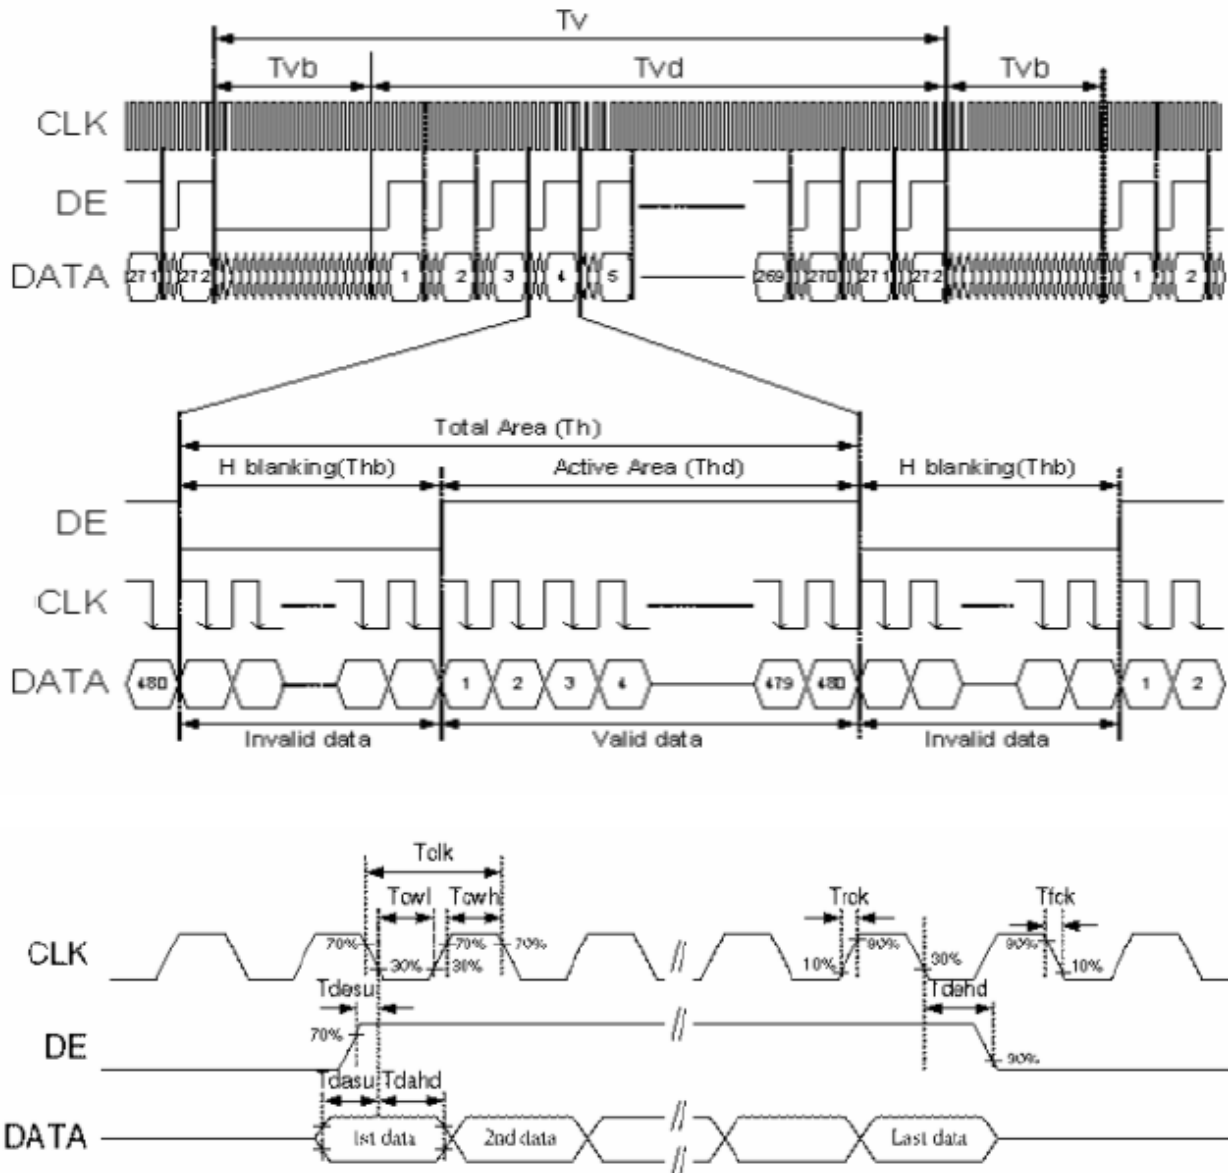 Tv
Tvb Tvd Tvb
CLK
DE
DATA 271 272 1 2 3 4 5 269 270 271 272 1 2
Total Area (Th)
H blanking(Thb) Active Area (Thd) H blanking(Thb)
DE
CLK
DATA 480 1 2 3 4 479 480 1 2
Invalid data Valid data Invalid data
Tclk
Tcwl Tcwh Trck Tfck
CLK 70% 70% 70% 90% 30% 90%
30% 30% 10% 30% 10%
Tdesu Tdehd
70%
DE 90%
Tdasu Tdahd
DATA 1st data 2nd data Last data